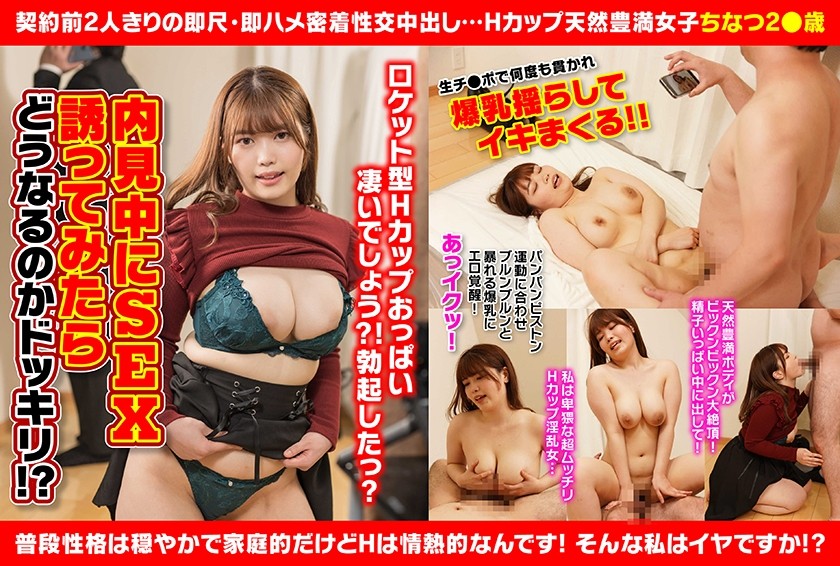 契約前2人きりの即尺・即ハメ密着性交中出し…Hカップ天然豊満女子ちなつ2●歳
内見中にSEX
誘ってみたら
どうなるのかドッキリ!?
ロケット型Hカップおっぱい
凄いでしょう?!勃起したっ?
生チ●ポで何度も貫かれ
爆乳揺らして
イキまくる!!
パンパンピストン
運動に合わせ
ブルンブルンと
暴れる爆乳に
エロ覚醒!
あっイクッ!
私は卑猥な超ムッチリ
Hカップ淫乱女…
天然豊満ボディが
ビックンビックン大絶頂!
精子いっぱい中に出して!
普段性格は穏やかで家庭的だけどHは情熱的なんです! そんな私はイヤですか!?